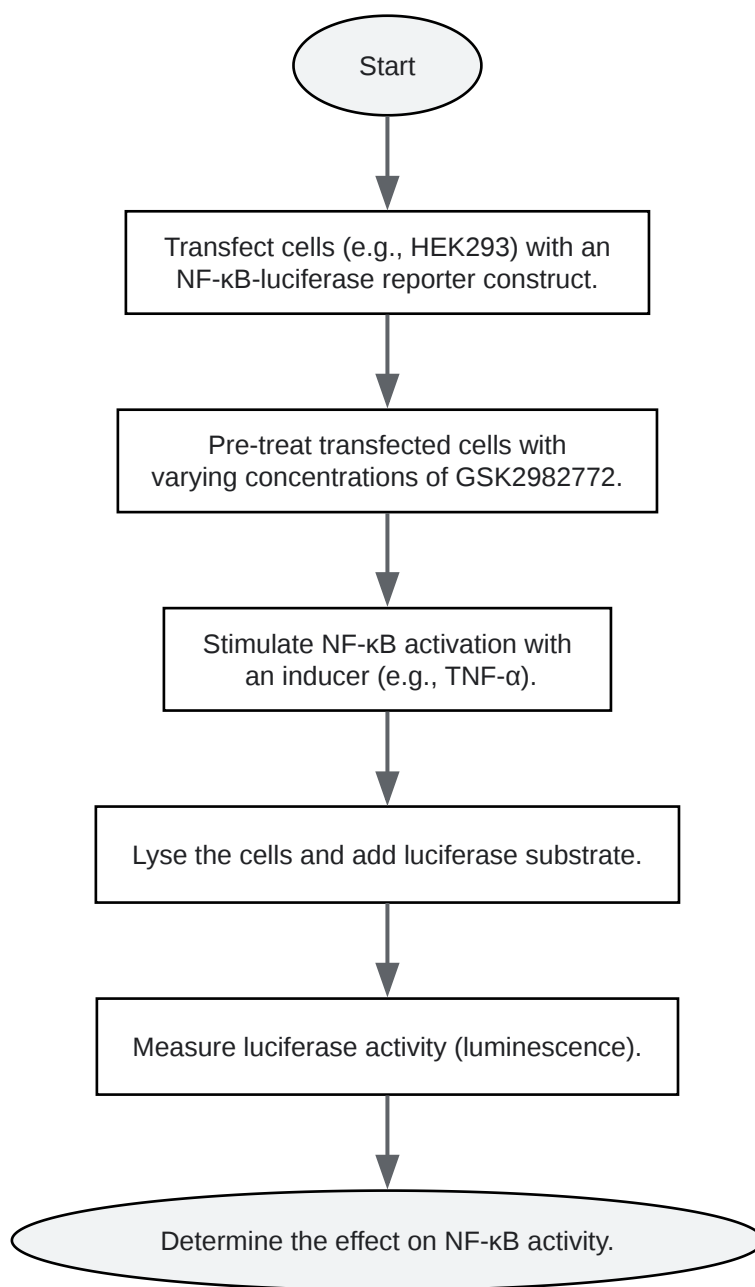 Start
Transfect cells (e.g., HEK293) with an
NF-κB-luciferase reporter construct.
Pre-treat transfected cells with
varying concentrations of GSK2982772.
Stimulate NF-κB activation with
an inducer (e.g., TNF-α).
Lyse the cells and add luciferase substrate.
Measure luciferase activity (luminescence).
Determine the effect on NF-κB activity.